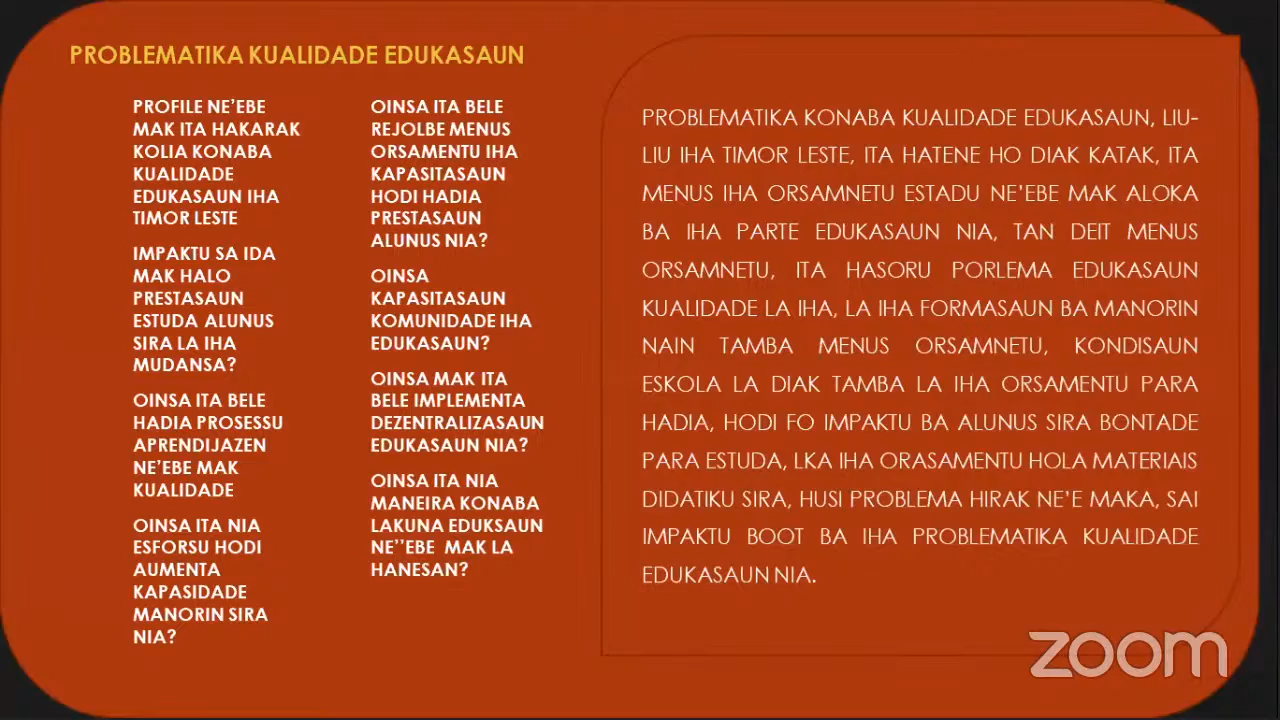 PROBLEMATIKA KUALIDADE EDUKASAUN
PROFILE NE’EBE
MAK ITA HAKARAK
KOLIA KONABA
KUALIDADE
EDUKASAUN IHA
TIMOR LESTE
IMPAKTU SA IDA
MAK HALO
PRESTASAUN
ESTUDA ALUNUS
SIRA LA IHA
MUDANSA?
OINSA ITA BELE
HADIA PROSESSU
APRENDIJAZEN
NE’EBE MAK
KUALIDADE
OINSA ITA NIA
ESFORSU HODI
AUMENTA
KAPASIDADE
MANORIN SIRA
NIA?
OINSA ITA BELE
REJOLBE MENUS
ORSAMENTU IHA
KAPASITASAUN
HODI HADIA
PRESTASAUN
ALUNUS NIA?
OINSA
KAPASITASAUN
KOMUNIDADE IHA
EDUKASAUN?
OINSA MAK ITA
BELE IMPLEMENTA
DEZENTRALIZASAUN
EDUKASAUN NIA?
OINSA ITA NIA
MANEIRA KONABA
LAKUNA EDUKSAUN
NE’’EBE MAK LA
HANESAN?
PROBLEMATIKA KONABA KUALIDADE EDUKASAUN, LIU-
LIU IHA TIMOR LESTE, ITA HATENE HO DIAK KATAK, ITA
MENUS IHA ORSAMNETU ESTADU NE’EBE MAK ALOKA
BA IHA PARTE EDUKASAUN NIA, TAN DEIT MENUS
ORSAMNETU, ITA HASORU PORLEMA EDUKASAUN
KUALIDADE LA IHA, LA IHA FORMASAUN BA MANORIN
NAIN TAMBA MENUS ORSAMNETU, KONDISAUN
ESKOLA LA DIAK TAMBA LA IHA ORSAMENTU PARA
HADIA, HODI FO IMPAKTU BA ALUNUS SIRA BONTADE
PARA ESTUDA, LKA IHA ORASAMENTU HOLA MATERIAIS
DIDATIKU SIRA, HUSI PROBLEMA HIRAK NE’E MAKA, SAI
IMPAKTU BOOT BA IHA PROBLEMATIKA KUALIDADE
EDUKASAUN NIA.
zoom